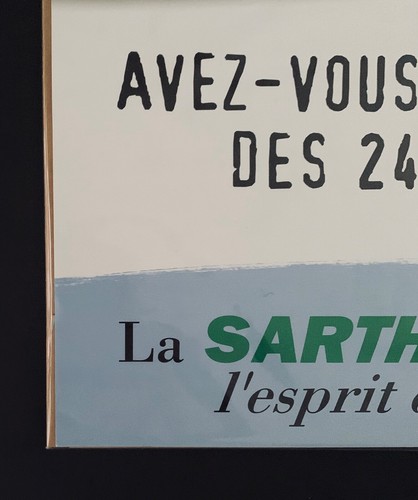 AVEZ-VOUS
DES 24
La SARTH
l'esprit